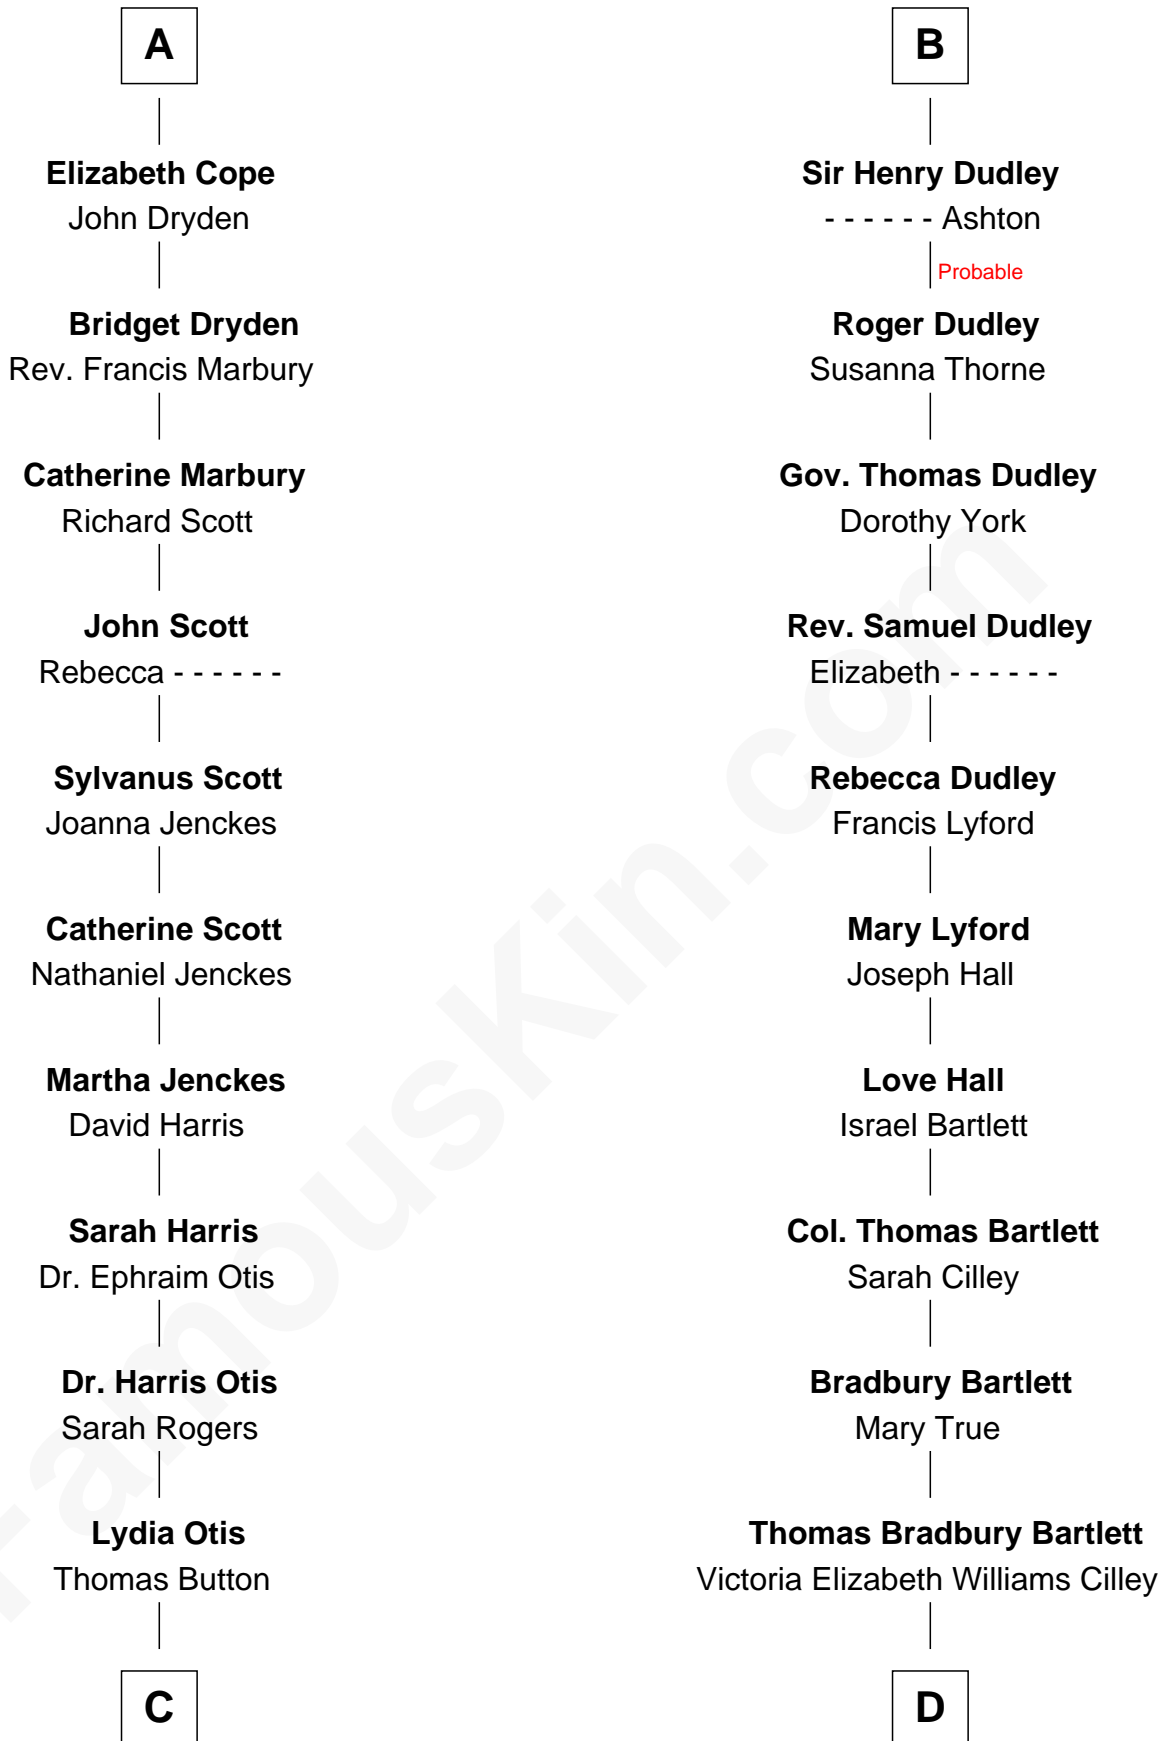 A
Elizabeth Cope
John Dryden
Bridget Dryden
Rev. Francis Marbury
Catherine Marbury
Richard Scott
John Scott
Rebecca - - - - - -
Sylvanus Scott
Joanna Jenckes
Catherine Scott
Nathaniel Jenckes
Martha Jenckes
David Harris
Sarah Harris
Dr. Ephraim Otis
Dr. Harris Otis
Sarah Rogers
Lydia Otis
Thomas Button
C
B
Sir Henry Dudley
- - - - - - Ashton
Probable
Roger Dudley
Susanna Thorne
Gov. Thomas Dudley
Dorothy York
Rev. Samuel Dudley
Elizabeth - - - - - -
Rebecca Dudley
Francis Lyford
Mary Lyford
Joseph Hall
Love Hall
Israel Bartlett
Col. Thomas Bartlett
Sarah Cilley
Bradbury Bartlett
Mary True
Thomas Bradbury Bartlett
Victoria Elizabeth Williams Cilley
D
FamousKin.com